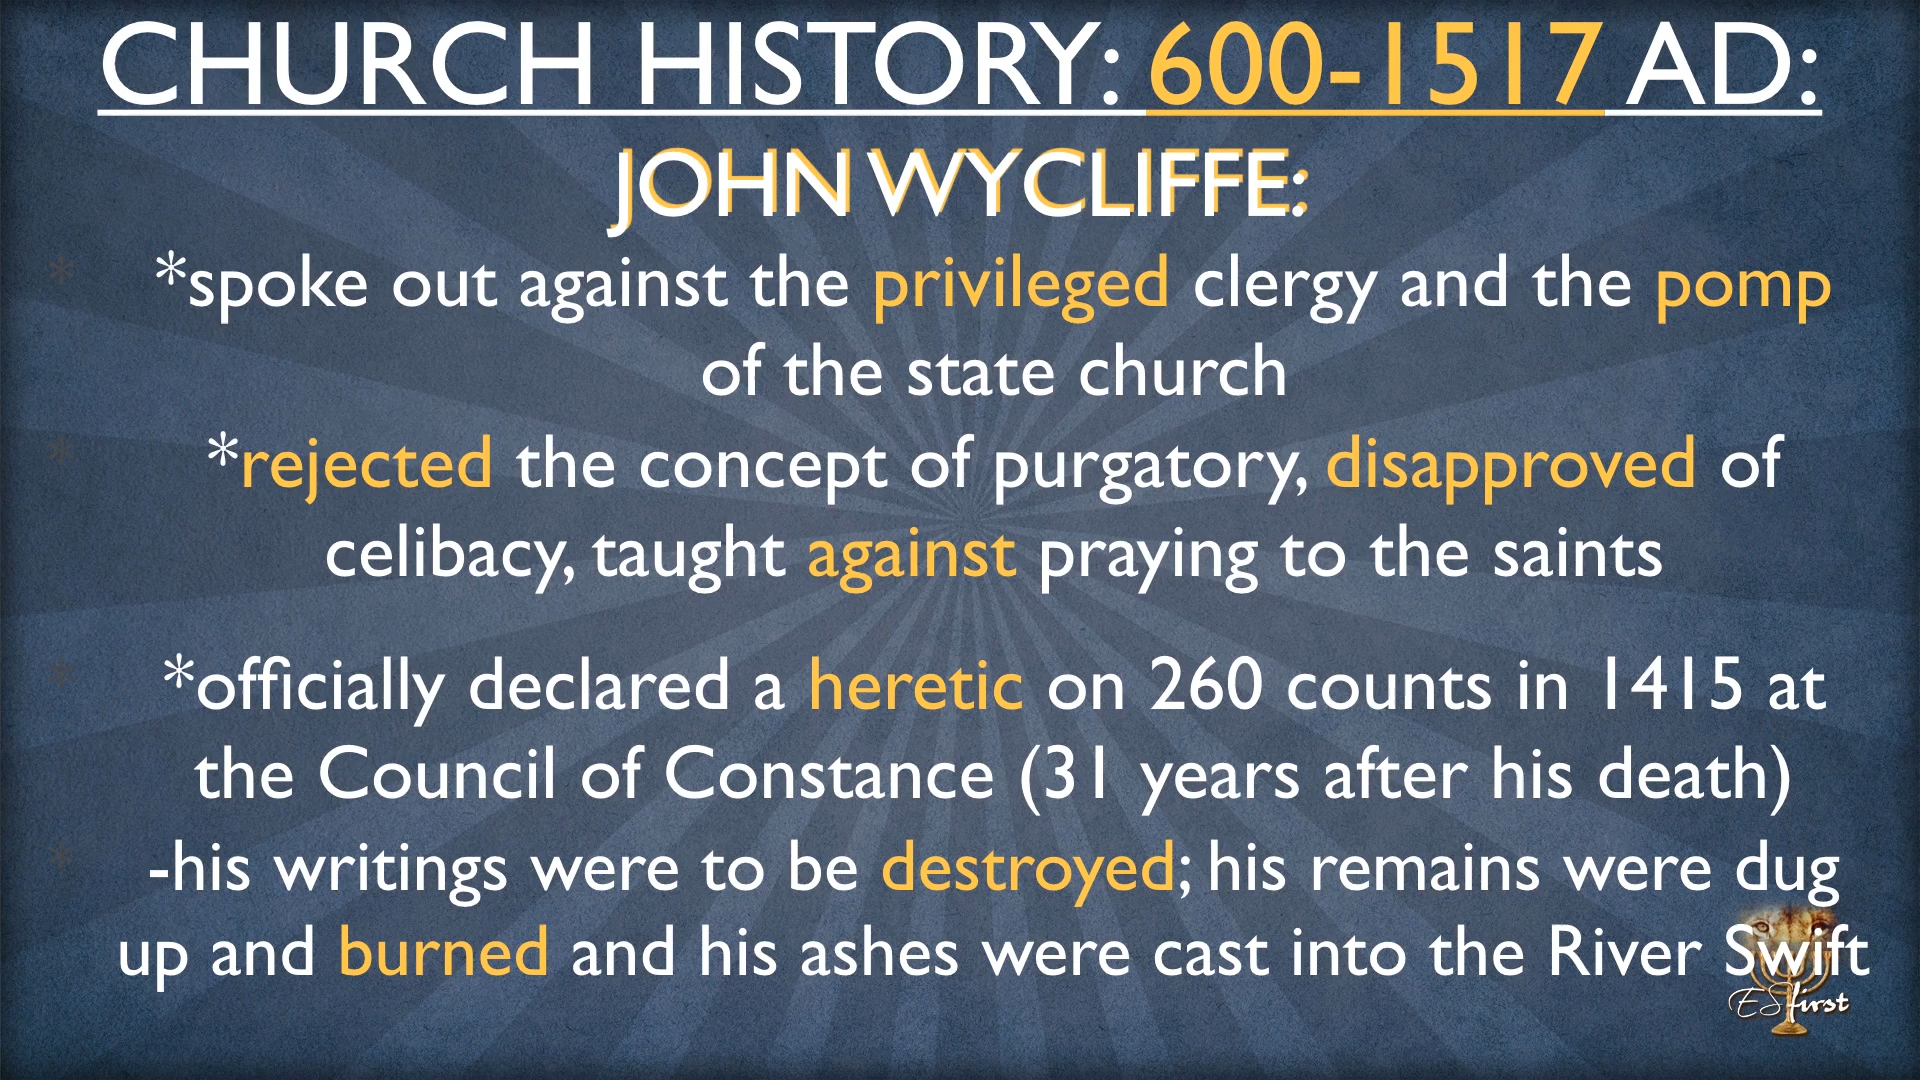 CHURCH HISTORY: 600-1517 AD:
JOHN WYCLIFFE:
*spoke out against the privileged clergy and the pomp
of the state church
*rejected the concept of purgatory, disapproved of
celibacy, taught against praying to the saints
*officially declared a heretic on 260 counts in 1415 at
the Council of Constance (31 years after his death)
-his writings were to be destroyed; his remains were dug
up and burned and his ashes were cast into the River Swift
ESfirst